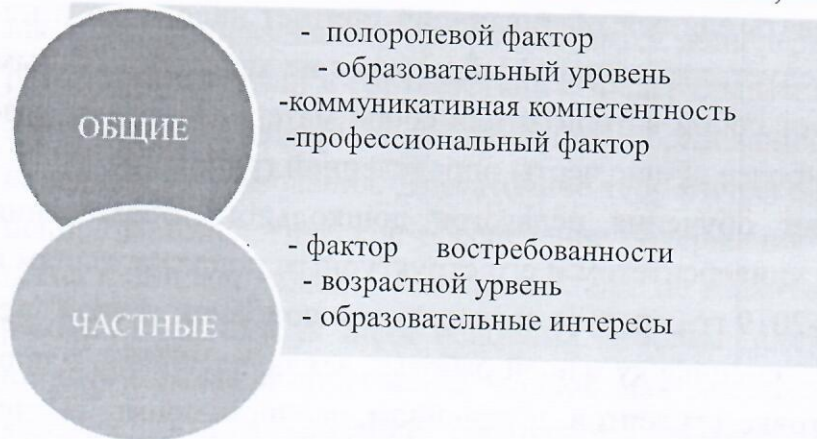 - полоролевой фактор
- образовательный уровень
-коммуникативная компетентность
-профессиональный фактор
ОБЩИЕ
- фактор востребованности
- возрастной урвень
- образовательные интересы
ЧАСТНЫЕ